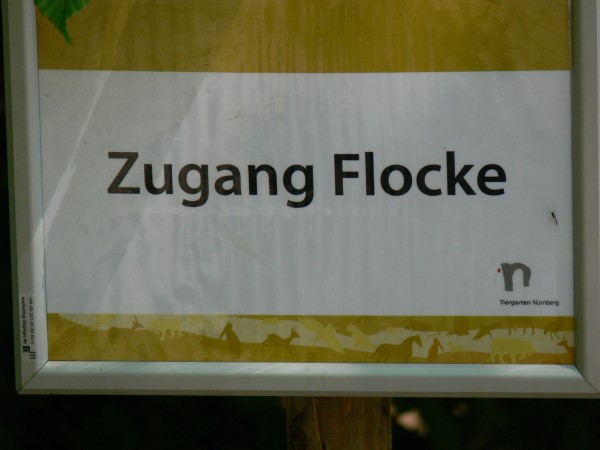 Zugang Flocke
n
Tiergarten Nürnberg